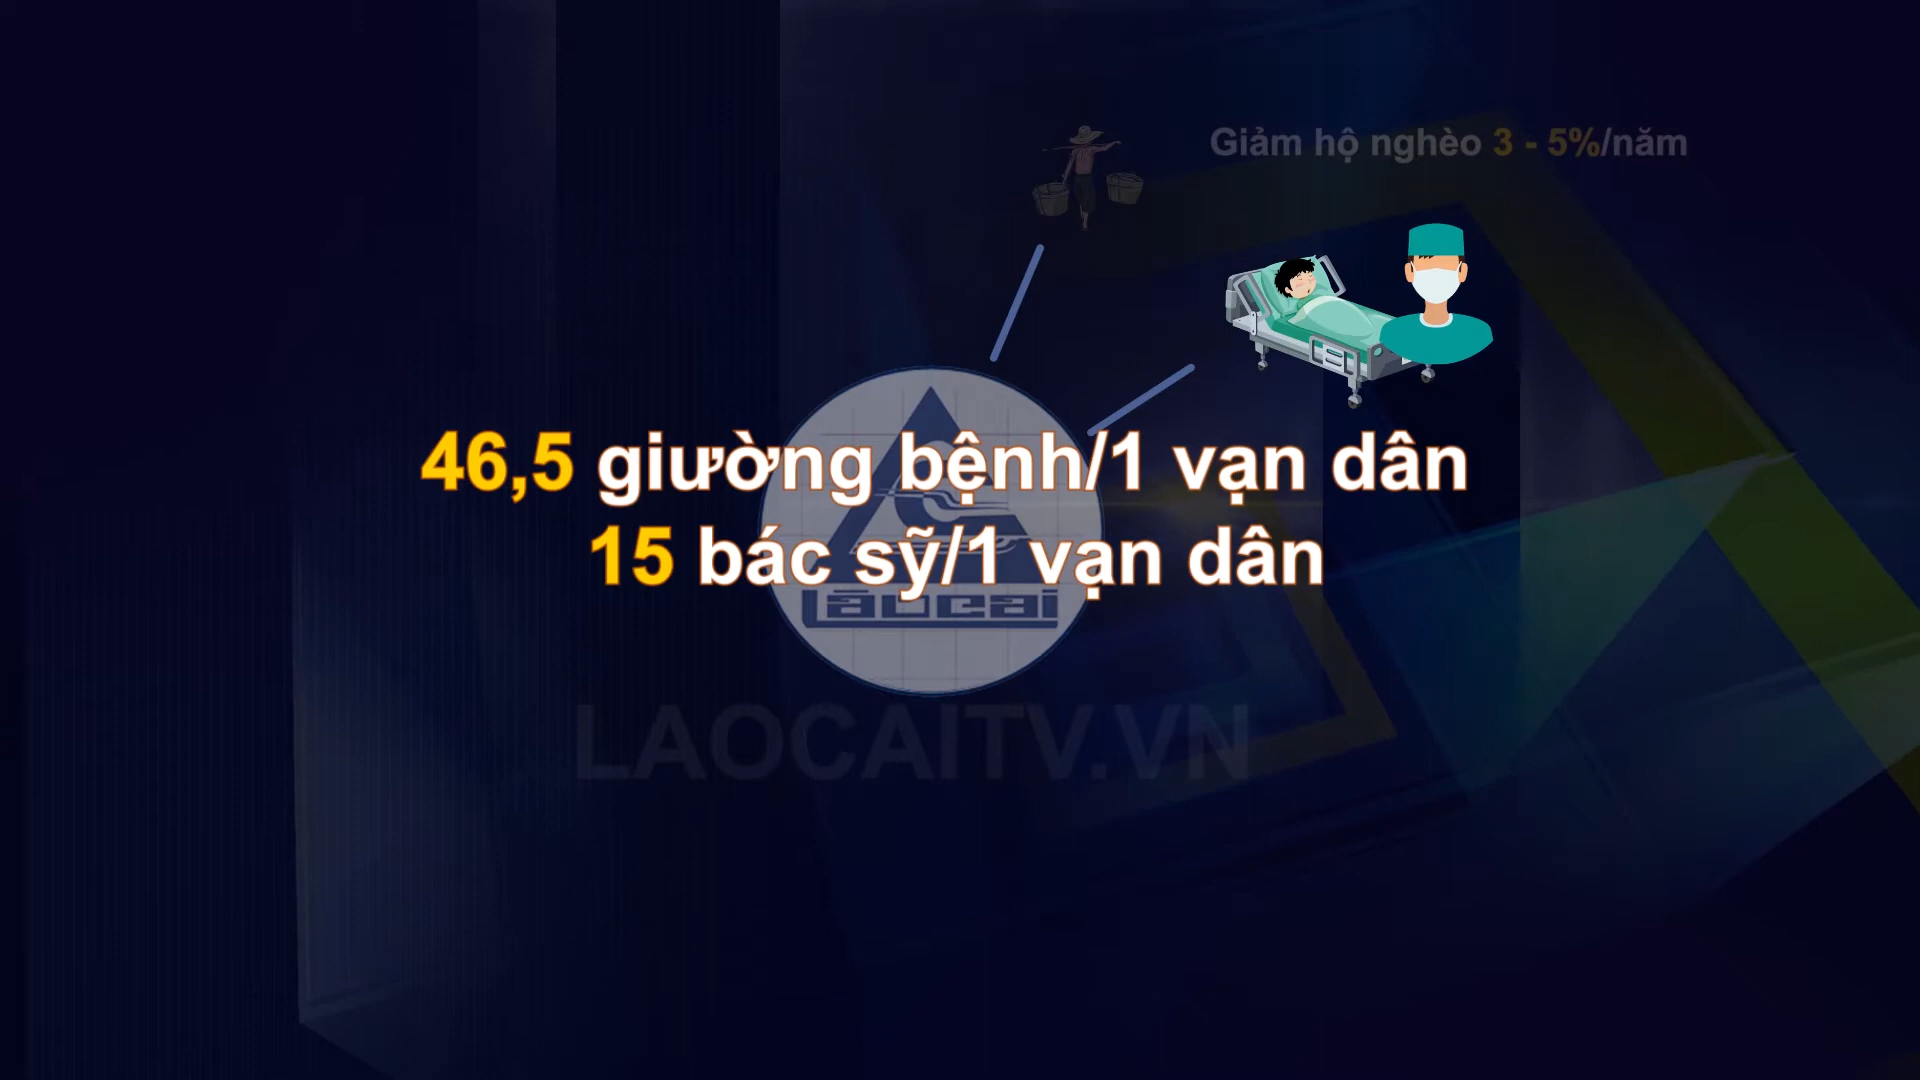 Giảm hộ nghèo 3 - 5%/năm
46,5 giường bệnh/1 vạn dân
15 bác sỹ/1 vạn dân
Làocai
LAOCAITV.VN